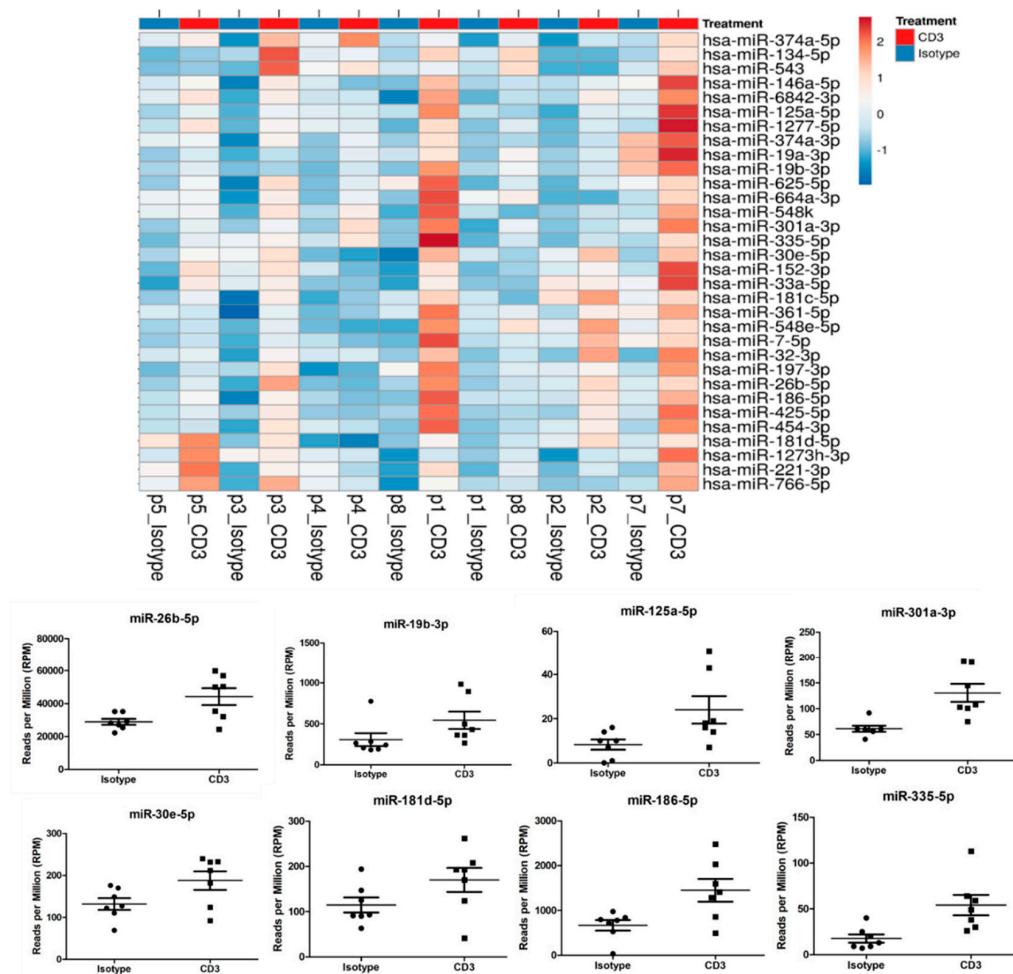 Treatment
hsa-miR-374a-5p
hsa-miR-134-5p
hsa-miR-543
hsa-miR-146a-5p
hsa-miR-6842-3p
hsa-miR-125a-5p
hsa-miR-1277-5p
hsa-miR-374a-3p
hsa-miR-19a-3p
hsa-miR-19b-3p
hsa-miR-625-5p
hsa-miR-664a-3p
hsa-miR-548k
hsa-miR-301a-3p
hsa-miR-335-5p
hsa-miR-30e-5p
hsa-miR-152-3p
hsa-miR-33a-5p
hsa-miR-181c-5p
hsa-miR-361-5p
hsa-miR-548e-5p
hsa-miR-7-5p
hsa-miR-32-3p
hsa-miR-197-3p
hsa-miR-26b-5p
hsa-miR-186-5p
hsa-miR-425-5p
hsa-miR-454-3p
hsa-miR-181d-5p
hsa-miR-1273h-3p
hsa-miR-221-3p
hsa-miR-766-5p
2
1
0
-1
Treatment
CD3
Isotype
p5_Isotype
p5_CD3
p3_Isotype
p3_CD3
p4_Isotype
p4_CD3
p8_Isotype
p1_CD3
p1_Isotype
p8_CD3
p2_Isotype
p2_CD3
p7_Isotype
p7_CD3
miR-26b-5p
Reads per Million (RPM)
80000
60000
40000
20000
0
Isotype CD3
miR-19b-3p
Reads per Million (RPM)
1500
1000
500
0
Isotype CD3
miR-125a-5p
Reads per Million (RPM)
60
40
20
0
Isotype CD3
miR-301a-3p
Reads per Million (RPM)
250
200
150
100
50
0
Isotype CD3
miR-30e-5p
Reads per Million (RPM)
300
200
100
0
Isotype CD3
miR-181d-5p
Reads per Million (RPM)
300
200
100
0
Isotype CD3
miR-186-5p
Reads per Million (RPM)
3000
2000
1000
0
Isotype CD3
miR-335-5p
Reads per Million (RPM)
150
100
50
0
Isotype CD3